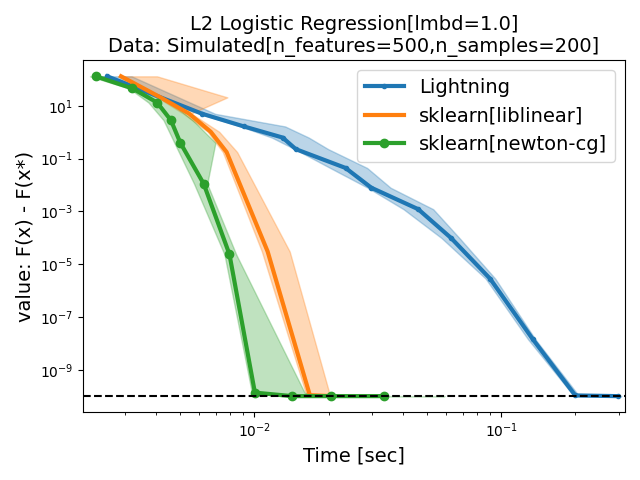 L2 Logistic Regression[lmbd=1.0]
Data: Simulated[n_features=500,n_samples=200]
Lightning
sklearn[liblinear]
sklearn[newton-cg]
value: F(x) - F(x*)
10¹
10⁻¹
10⁻³
10⁻⁵
10⁻⁷
10⁻⁹
10⁻²
10⁻¹
Time [sec]